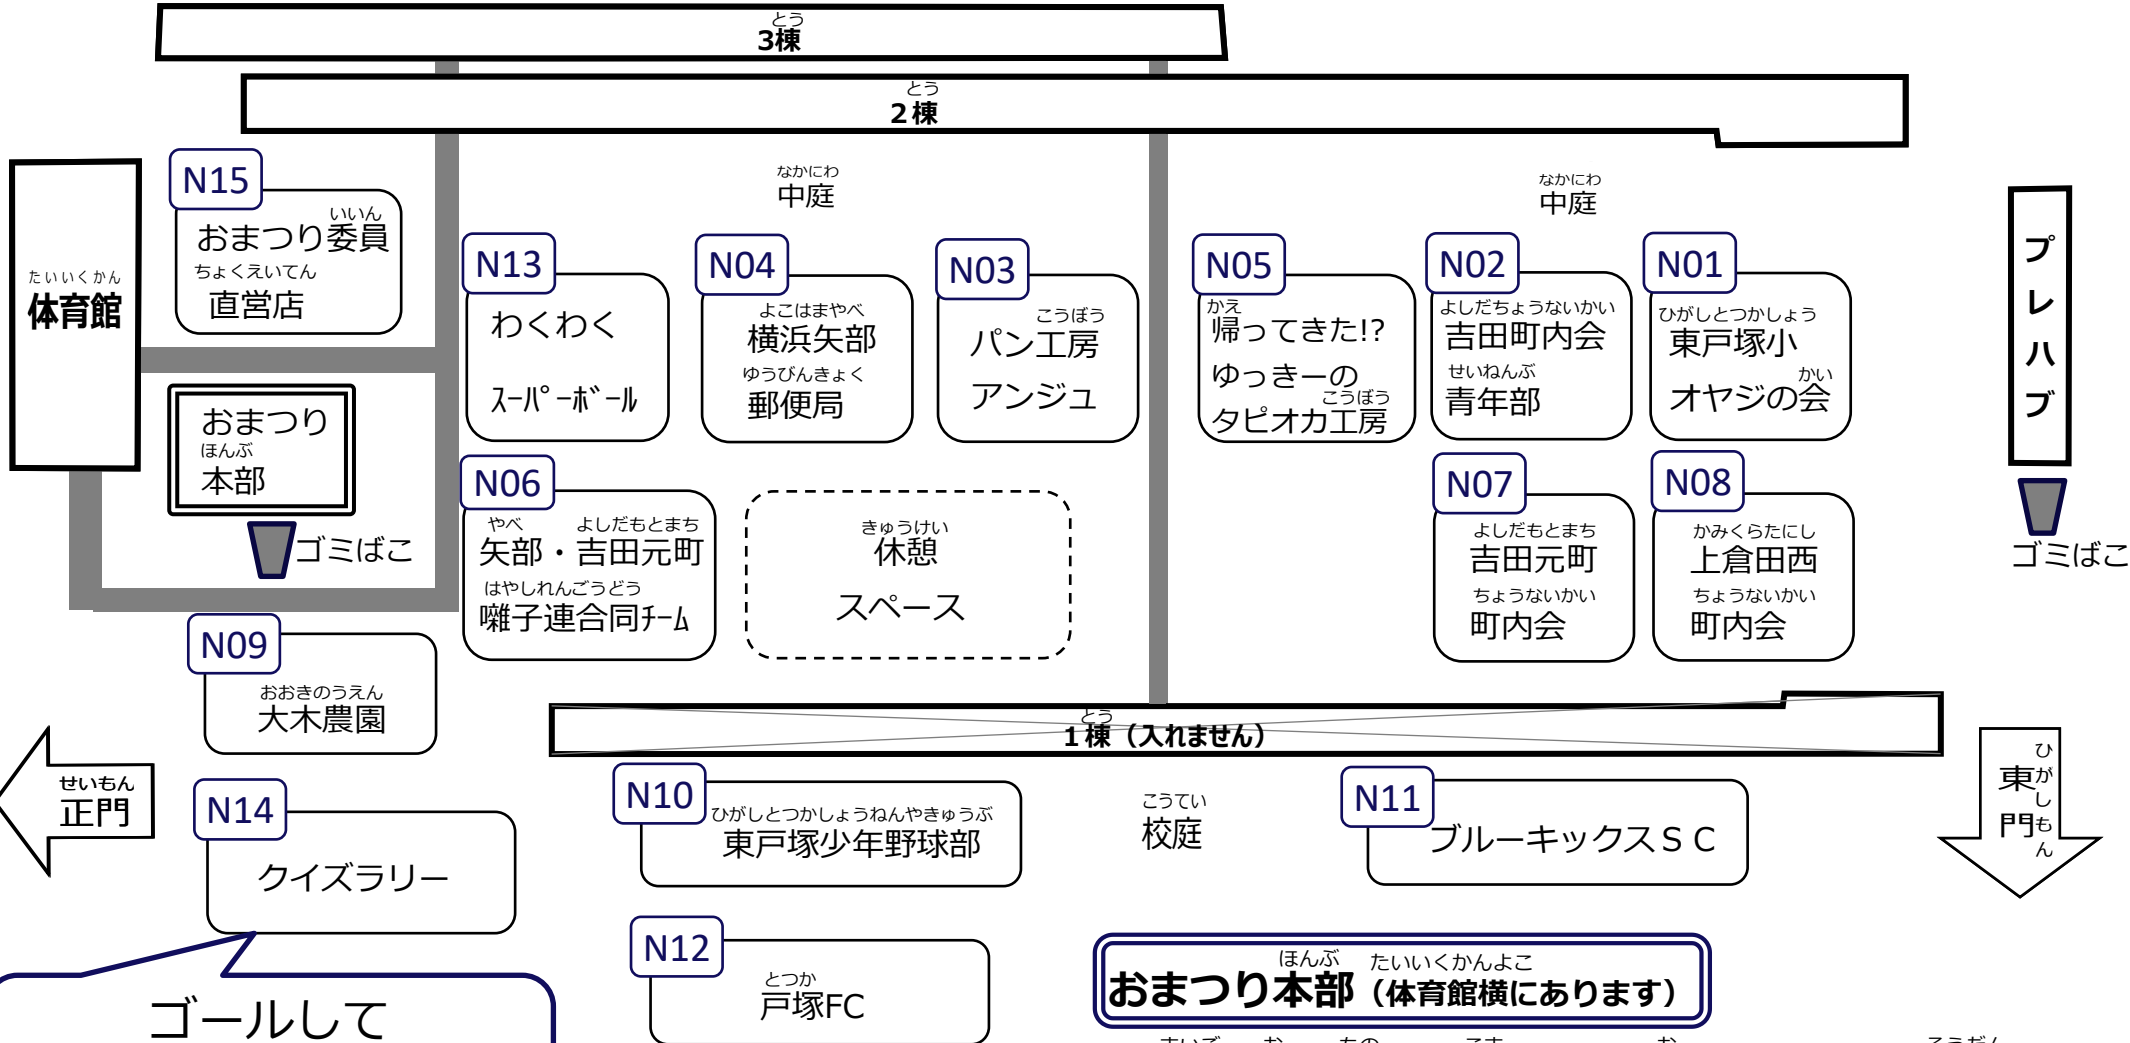 とう
3棟
とう
2棟
なかにわ
中庭
なかにわ
中庭
たいいくかん
体育館
N15
いいん
おまつり委員
ちょくえいてん
直営店
おまつり
ほんぶ
本部
ゴミばこ
N13
わくわく
ｽｰﾊﾟｰﾎﾞｰﾙ
N04
よこはまやべ
横浜矢部
ゆうびんきょく
郵便局
N03
こうぼう
パン工房
アンジュ
N05
かえ
帰ってきた!?
ゆっきーの
こうぼう
タピオカ工房
N02
よしだちょうないかい
吉田町内会
せいねんぶ
青年部
N01
ひがしとつかしょう
東戸塚小
かい
オヤジの会
プレハブ
ゴミばこ
N06
やべ よしだもとまち
矢部・吉田元町
はやしれんごうどう
囃子連合同ﾁｰﾑ
きゅうけい
休憩
スペース
N07
よしだもとまち
吉田元町
ちょうないかい
町内会
N08
かみくらたにし
上倉田西
ちょうないかい
町内会
N09
おおきのうえん
大木農園
とう
1棟（入れません）
せいもん
正門
ひがしもん
東門
N14
クイズラリー
N10
ひがしとつかしょうねんやきゅうぶ
東戸塚少年野球部
こうてい
校庭
N11
ブルーキックスＳＣ
N12
とつか
戸塚FC
ゴールして
ほんぶ たいいくかんよこ
おまつり本部（体育館横にあります）